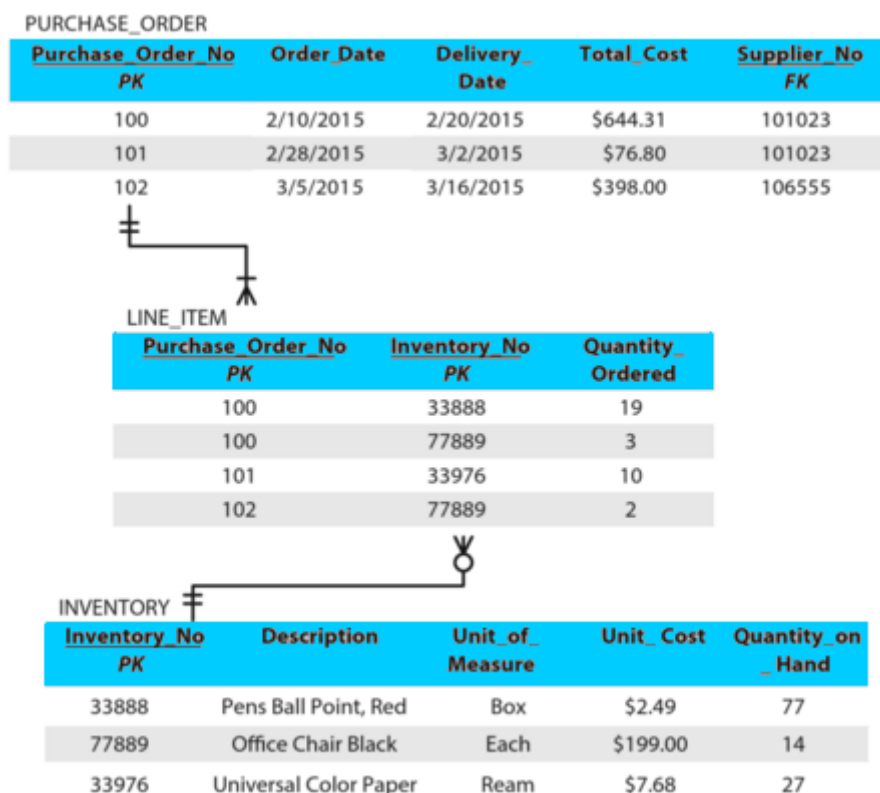 PURCHASE_ORDER
Purchase_Order_No Order_Date Delivery_ Total_Cost Supplier_No
PK Date FK
100 2/10/2015 2/20/2015 $644.31 101023
101 2/28/2015 3/2/2015 $76.80 101023
102 3/5/2015 3/16/2015 $398.00 106555
LINE_ITEM
Purchase_Order_No Inventory_No Quantity_
PK PK Ordered
100 33888 19
100 77889 3
101 33976 10
102 77889 2
INVENTORY
Inventory_No Description Unit_of_ Unit_ Cost Quantity_on
PK Measure _ Hand
33888 Pens Ball Point, Red Box $2.49 77
77889 Office Chair Black Each $199.00 14
33976 Universal Color Paper Ream $7.68 27